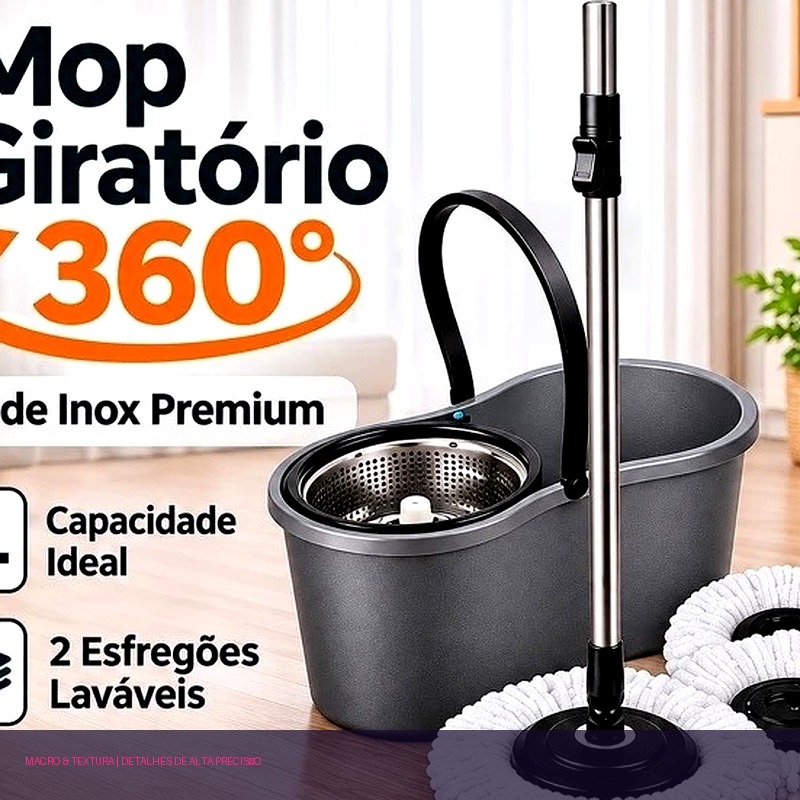 Mop
Giratório
360°
de Inox Premium
Capacidade
Ideal
2 Esfregões
Laváveis
MACRO & TEXTURA | DETALHES DE ALTA PRECISÃO